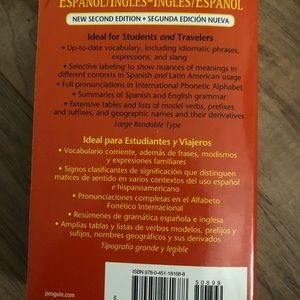 ESPAÑOL/INGLÉS-INGLÉS/ESPAÑOL
NEW SECOND EDITION • SEGUNDA EDICIÓN NUEVA
Ideal for Students and Travelers
• Up-to-date vocabulary, including idiomatic phrases,
expressions, and slang
• Selective labeling to show nuances of meanings in
different contexts in Spanish and Latin American usage
• Full pronunciations in International Phonetic Alphabet
• Summaries of Spanish and English grammar
• Extensive tables and lists of model verbs, prefixes
and suffixes, and geographic names and their derivatives
Large Readable Type
Ideal para Estudiantes y Viajeros
• Vocabulario corriente, además de frases, modismos
y expresiones familiares
• Signos clasificantes de significación que distinguen
matices de sentido en varios contextos del uso español
e hispanoamericano
• Pronunciaciones completas en el Alfabeto
Fonético Internacional
• Resúmenes de gramática española e inglesa
• Amplias tablas y listas de verbos modelos, prefijos y
sufijos, nombres geográficos y sus derivados
Tipografía grande y legible
ISBN 978-0-451-18168-8
50899
penguin.com